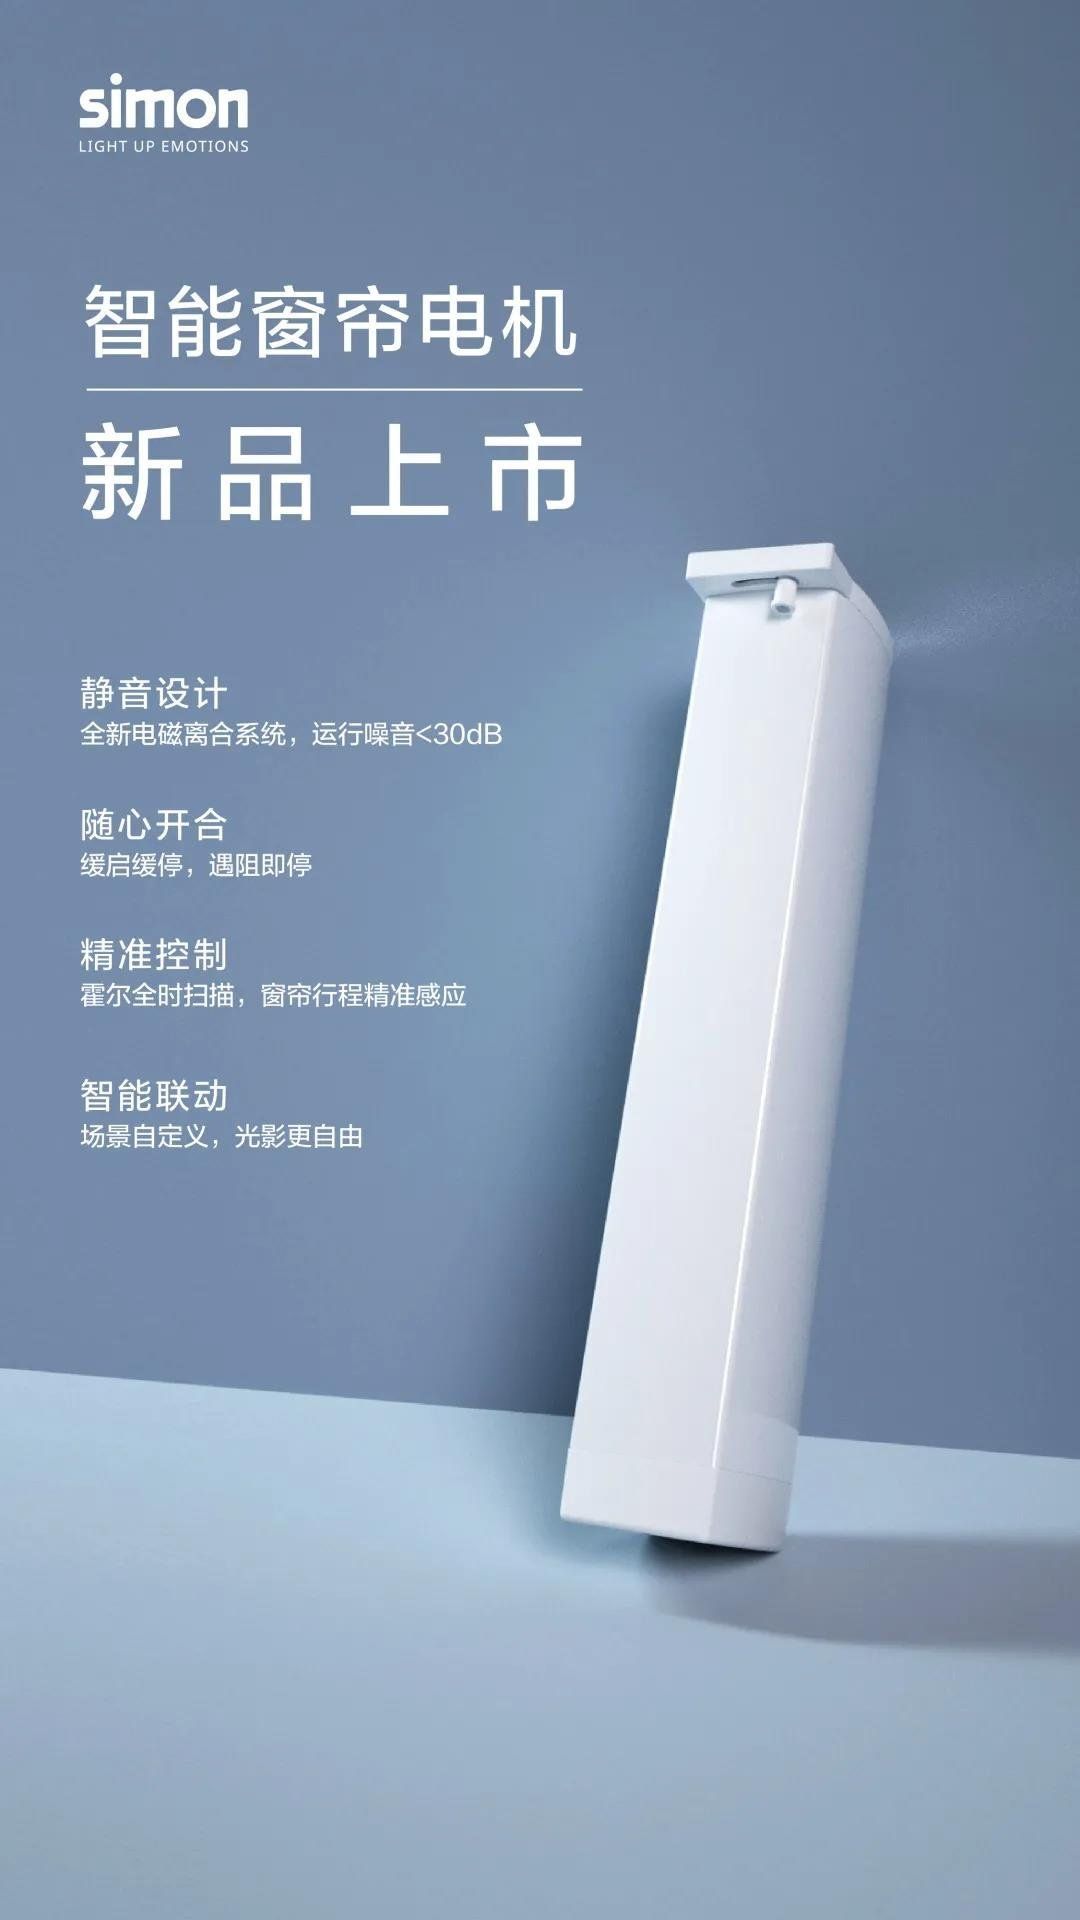 simon
LIGHT UP EMOTIONS
智能窗帘电机
新品上市
静音设计
全新电磁离合系统，运行噪音<30dB
随心开合
缓启缓停，遇阻即停
精准控制
霍尔全时扫描，窗帘行程精准感应
智能联动
场景自定义，光影更自由